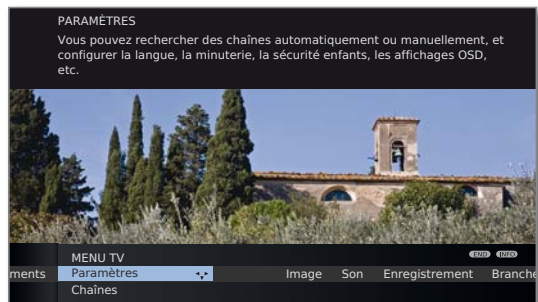 PARAMÈTRES
Vous pouvez rechercher des chaînes automatiquement ou manuellement, et
configurer la langue, la minuterie, la sécurité enfants, les affichages OSD,
etc.
MENU TV
END INFO
ments Paramètres Image Son Enregistrement Branche
Chaînes